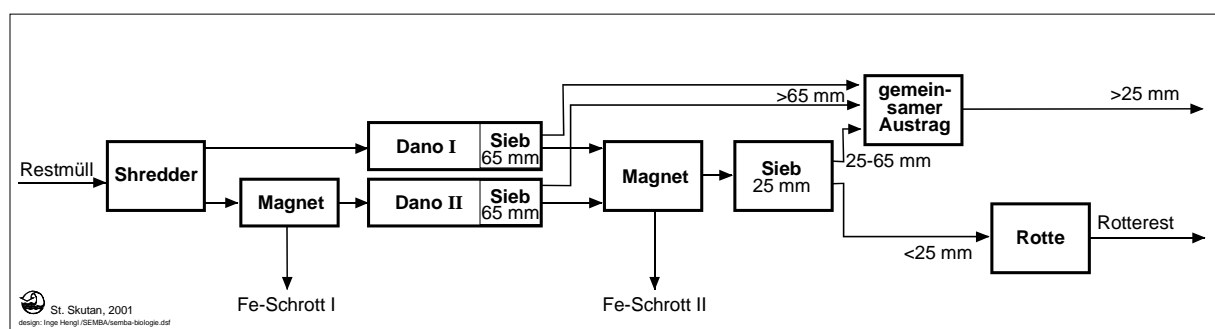 Restmüll
Shredder
Magnet
Fe-Schrott I
Dano I
Sieb
65 mm
Dano II
Sieb
65 mm
>65 mm
Magnet
Fe-Schrott II
Sieb
25 mm
25-65 mm
<25 mm
gemein-
samer
Austrag
>25 mm
Rotte
Rotterest
St. Skutan, 2001
design: Inge Hengl /SEMBA/semba-biologie.dsf